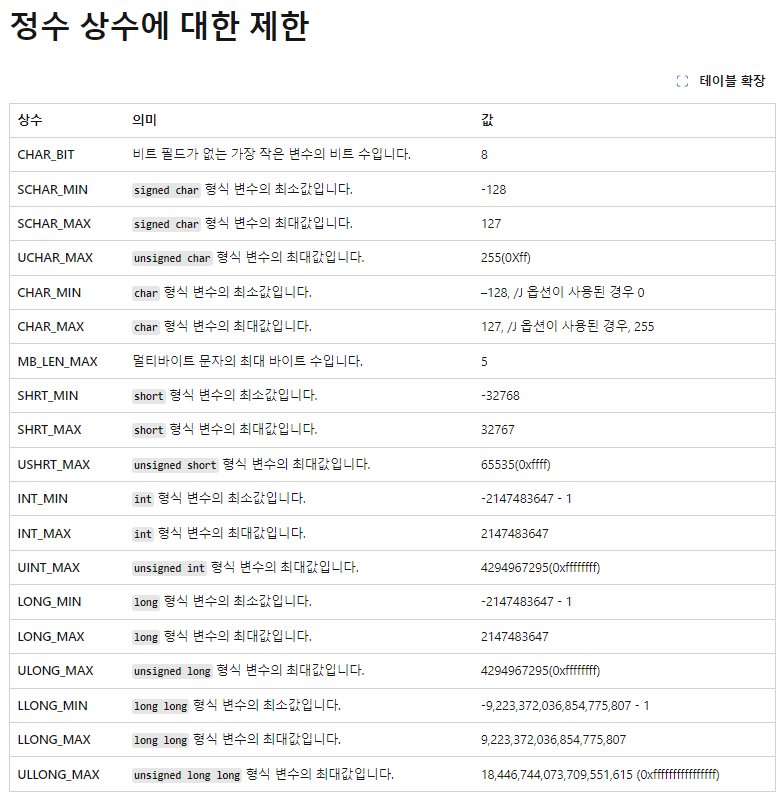 정수 상수에 대한 제한
테이블 확장
상수 의미 값
CHAR_BIT 비트 필드가 없는 가장 작은 변수의 비트 수입니다. 8
SCHAR_MIN signed char 형식 변수의 최소값입니다. -128
SCHAR_MAX signed char 형식 변수의 최대값입니다. 127
UCHAR_MAX unsigned char 형식 변수의 최대값입니다. 255(0Xff)
CHAR_MIN char 형식 변수의 최소값입니다. –128, /J 옵션이 사용된 경우 0
CHAR_MAX char 형식 변수의 최대값입니다. 127, /J 옵션이 사용된 경우, 255
MB_LEN_MAX 멀티바이트 문자의 최대 바이트 수입니다. 5
SHRT_MIN short 형식 변수의 최소값입니다. -32768
SHRT_MAX short 형식 변수의 최대값입니다. 32767
USHRT_MAX unsigned short 형식 변수의 최대값입니다. 65535(0xffff)
INT_MIN int 형식 변수의 최소값입니다. -2147483647 - 1
INT_MAX int 형식 변수의 최대값입니다. 2147483647
UINT_MAX unsigned int 형식 변수의 최대값입니다. 4294967295(0xffffffff)
LONG_MIN long 형식 변수의 최소값입니다. -2147483647 - 1
LONG_MAX long 형식 변수의 최대값입니다. 2147483647
ULONG_MAX unsigned long 형식 변수의 최대값입니다. 4294967295(0xffffffff)
LLONG_MIN long long 형식 변수의 최소값입니다. -9,223,372,036,854,775,807 - 1
LLONG_MAX long long 형식 변수의 최대값입니다. 9,223,372,036,854,775,807
ULLONG_MAX unsigned long long 형식 변수의 최대값입니다. 18,446,744,073,709,551,615 (0xffffffffffffffff)